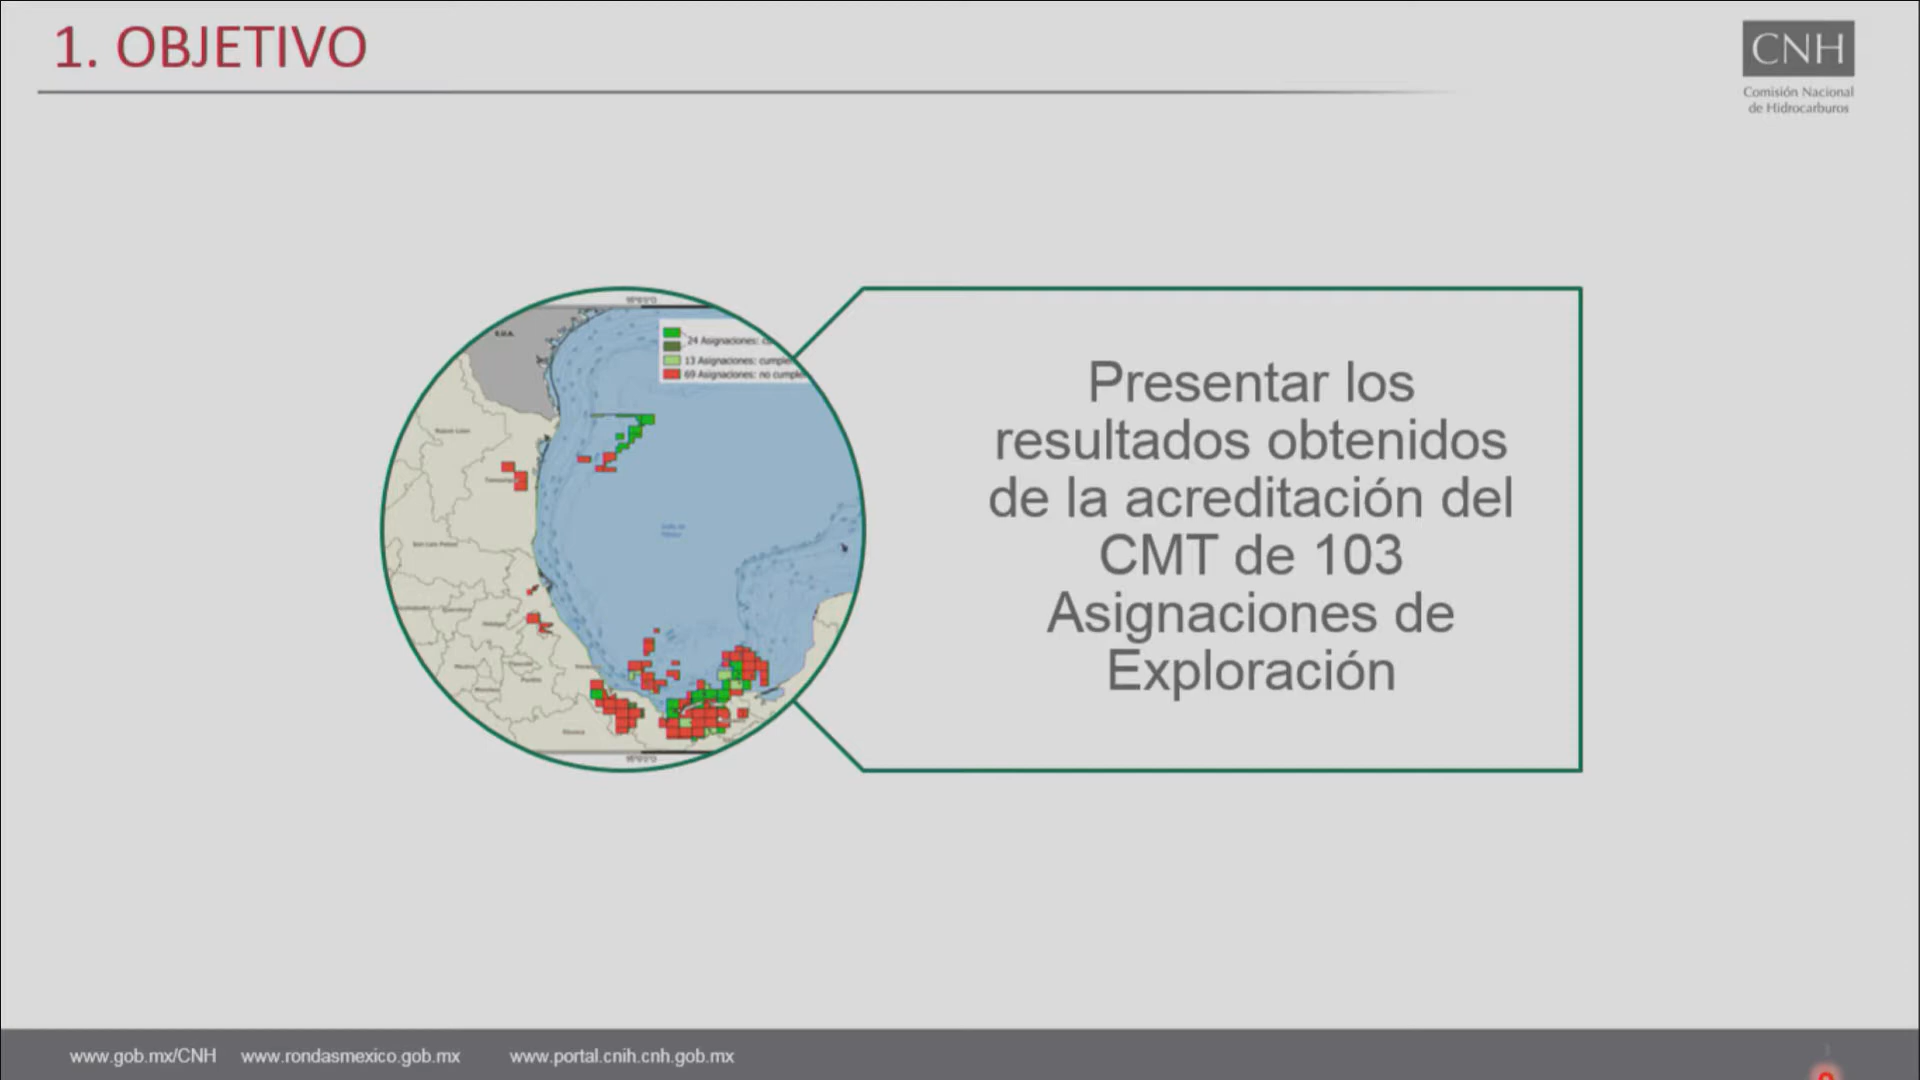 1. OBJETIVO
CNH
Comisión Nacional
de Hidrocarburos
E.U.A.
24 Asignaciones:
13 Asignaciones:
69 Asignaciones: no
Presentar los
resultados obtenidos
de la acreditación del
CMT de 103
Asignaciones de
Exploración
www.gob.mx/CNH www.rondasmexico.gob.mx www.portal.cnih.cnh.gob.mx